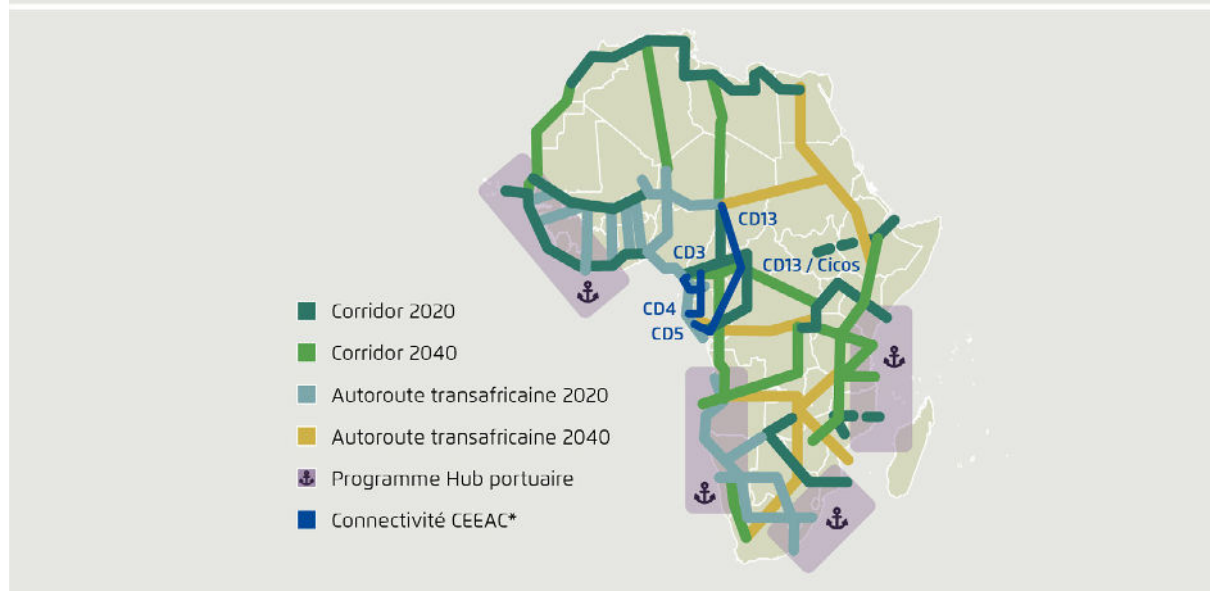 CD13
CD3
CD13 / Cicos
CD4
CD5
Corridor 2020
Corridor 2040
Autoroute transafricaine 2020
Autoroute transafricaine 2040
Programme Hub portuaire
Connectivité CEEAC*